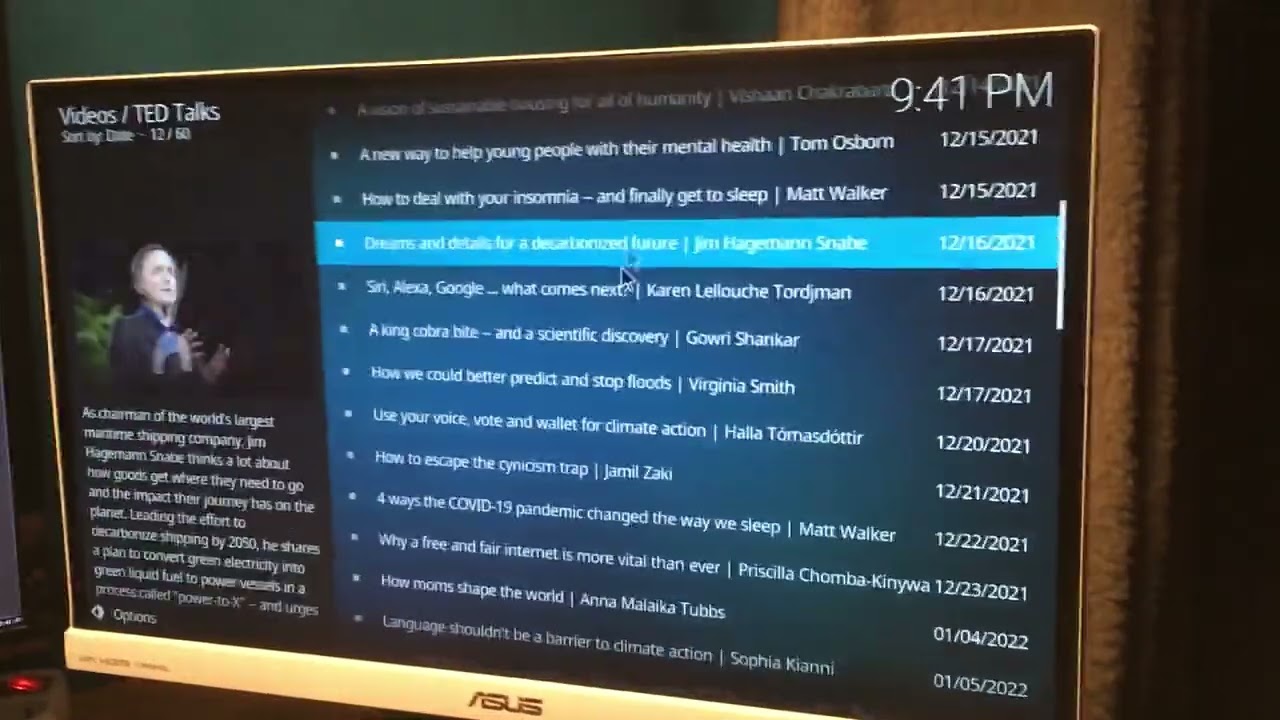 Videos / TED Talks
Sort by: Date - 12 / 60
9:41 PM
A vision of sustainable housing for all of humanity | Vishaan
A new way to help young people with their mental health | Tom Osborn 12/15/2021
How to deal with your insomnia – and finally get to sleep | Matt Walker 12/15/2021
Dreams and details for a decarbonized future | Jim Hagemann Snabe 12/16/2021
Siri, Alexa, Google ... what comes next? | Karen Lellouche Tordjman 12/16/2021
A king cobra bite – and a scientific discovery | Gowri Shankar 12/17/2021
How we could better predict and stop floods | Virginia Smith 12/17/2021
Use your voice, vote and wallet for climate action | Halla Tómasdóttir 12/20/2021
How to escape the cynicism trap | Jamil Zaki 12/21/2021
4 ways the COVID-19 pandemic changed the way we sleep | Matt Walker 12/22/2021
Why a free and fair internet is more vital than ever | Priscilla Chomba-Kinywa 12/23/2021
How moms shape the world | Anna Malaika Tubbs 01/04/2022
Language shouldn't be a barrier to climate action | Sophia Kianni 01/05/2022
As chairman of the world's largest
maritime shipping company, Jim
Hagemann Snabe thinks a lot about
how goods get where they need to go
and the impact their journey has on the
planet. Leading the effort to
decarbonize shipping by 2050, he shares
a plan to convert green electricity into
green liquid fuel to power vessels in a
process called "power-to-X" – and urges
Options
ASUS